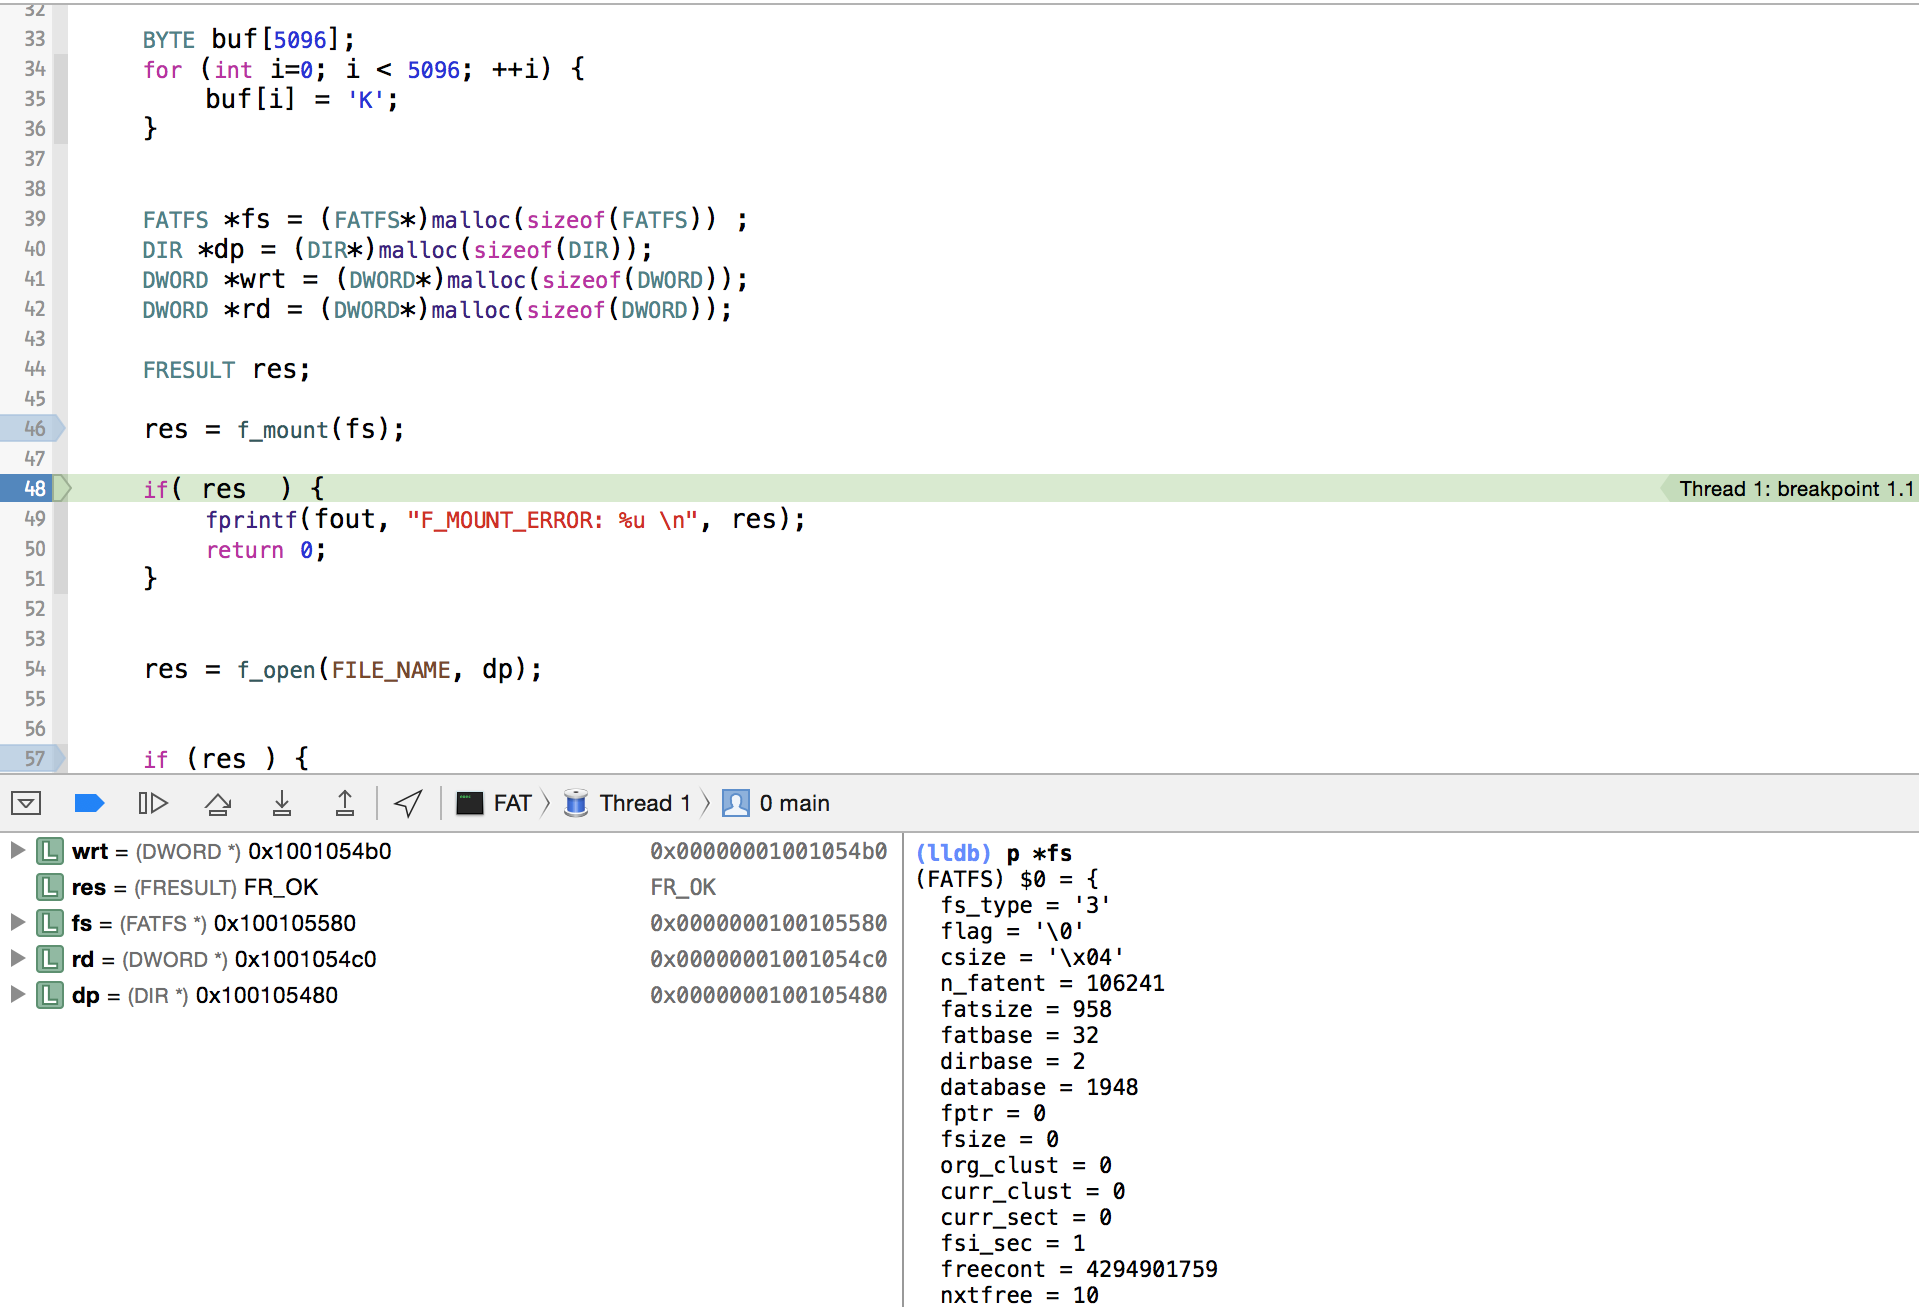 32
33 BYTE buf[5096];
34 for (int i=0; i < 5096; ++i) {
35 buf[i] = 'K';
36 }
37
38
39 FATFS *fs = (FATFS*)malloc(sizeof(FATFS)) ;
40 DIR *dp = (DIR*)malloc(sizeof(DIR));
41 DWORD *wrt = (DWORD*)malloc(sizeof(DWORD));
42 DWORD *rd = (DWORD*)malloc(sizeof(DWORD));
43
44 FRESULT res;
45
46 res = f_mount(fs);
47
48 if( res  ) { Thread 1: breakpoint 1.1
49 fprintf(fout, "F_MOUNT_ERROR: %u \n", res);
50 return 0;
51 }
52
53
54 res = f_open(FILE_NAME, dp);
55
56
57 if (res ) {
FAT Thread 1 0 main
L wrt = (DWORD *) 0x1001054b0 0x00000001001054b0
L res = (FRESULT) FR_OK FR_OK
L fs = (FATFS *) 0x100105580 0x0000000100105580
L rd = (DWORD *) 0x1001054c0 0x00000001001054c0
L dp = (DIR *) 0x100105480 0x0000000100105480
(lldb) p *fs
(FATFS) $0 = {
fs_type = '3'
flag = '\0'
csize = '\x04'
n_fatent = 106241
fatsize = 958
fatbase = 32
dirbase = 2
database = 1948
fptr = 0
fsize = 0
org_clust = 0
curr_clust = 0
curr_sect = 0
fsi_sec = 1
freecont = 4294901759
nxtfree = 10